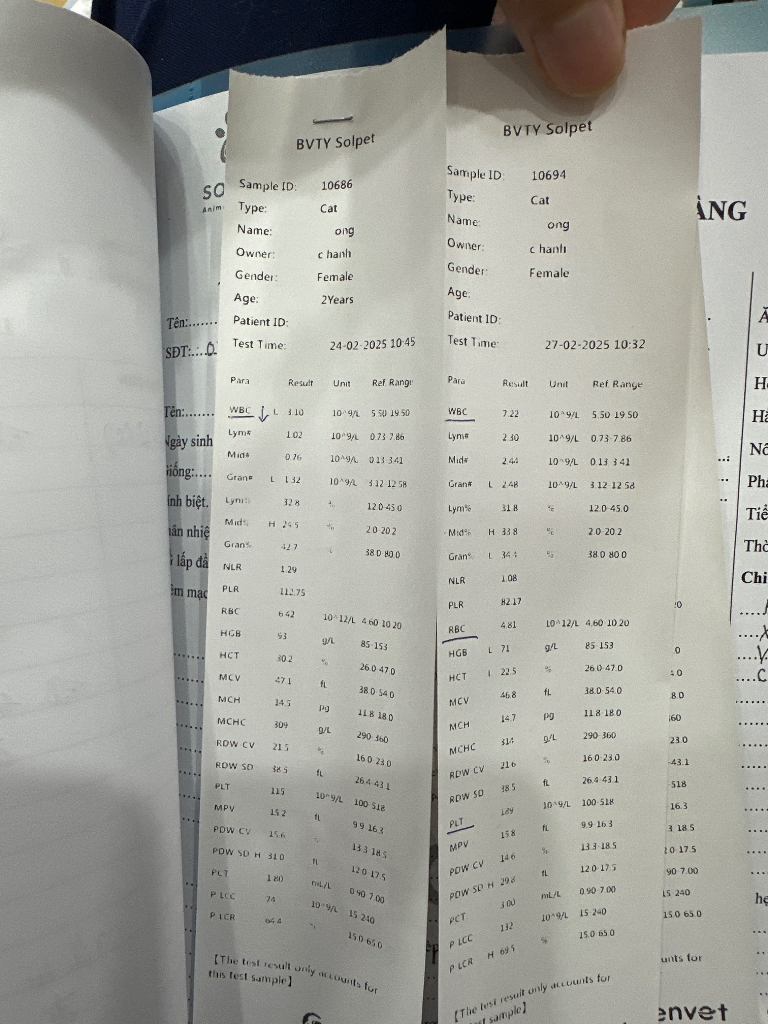 BVTY Solpet
Sample ID: 10686
Type: Cat
Name: ong
Owner: c hanh
Gender: Female
Age: 2Years
Patient ID:
Test Time: 24-02-2025 10:45
Para Result Unit Ref. Range
WBC ↓ L 3.10 10^9/L 5.50-19.50
Lym# 1.02 10^9/L 0.73-7.86
Mid# 0.76 10^9/L 0.13-3.41
Gran# L 1.32 10^9/L 3.12-12.58
Lym% 32.8 % 12.0-45.0
Mid% H 24.5 % 2.0-20.2
Gran% 42.7 38.0-80.0
NLR 1.29
PLR 112.75
RBC 6.42 10^12/L 4.60-10.20
HGB 93 g/L 85-153
HCT 30.2 % 26.0-47.0
MCV 47.1 fL 38.0-54.0
MCH 14.5 pg 11.8-18.0
MCHC 309 g/L 290-360
RDW-CV 21.5 % 16.0-23.0
RDW-SD 38.5 fL 26.4-43.1
PLT 115 10^9/L 100-518
MPV 15.2 fL 9.9-16.3
PDW-CV 15.6 13.3-18.5
PDW-SD H 31.0 fl 12.0-17.5
PCT 1.80 mL/L 0.90-7.00
P-LCC 74 10^9/L 15-240
P-LCR 64.4 % 15.0-65.0
[The test result only accounts for
this test sample]
BVTY Solpet
Sample ID: 10694
Type: Cat
Name: ong
Owner: c hanh
Gender: Female
Age:
Patient ID:
Test Time: 27-02-2025 10:32
Para Result Unit Ref. Range
WBC 7.22 10^9/L 5.50-19.50
Lym# 2.30 10^9/L 0.73-7.86
Mid# 2.44 10^9/L 0.13-3.41
Gran# L 2.48 10^9/L 3.12-12.58
Lym% 31.8 % 12.0-45.0
Mid% H 33.8 % 2.0-20.2
Gran% L 34.4 % 38.0-80.0
NLR 1.08
PLR 82.17
RBC 4.81 10^12/L 4.60-10.20
HGB L 71 g/L 85-153
HCT L 22.5 % 26.0-47.0
MCV 46.8 fL 38.0-54.0
MCH 14.7 pg 11.8-18.0
MCHC 314 g/L 290-360
RDW-CV 21.6 % 16.0-23.0
RDW-SD 38.5 fL 26.4-43.1
PLT 189 10^9/L 100-518
MPV 15.8 fL 9.9-16.3
PDW-CV 14.6 % 13.3-18.5
PDW-SD H 29.8 fL 12.0-17.5
PCT 3.00 mL/L 0.90-7.00
P-LCC 132 10^9/L 15-240
P-LCR H 69.5 % 15.0-65.0
[The test result only accounts for
test sample]
Tên:.......
SĐT:...0
Tên:.......
Ngày sinh
Giống:....